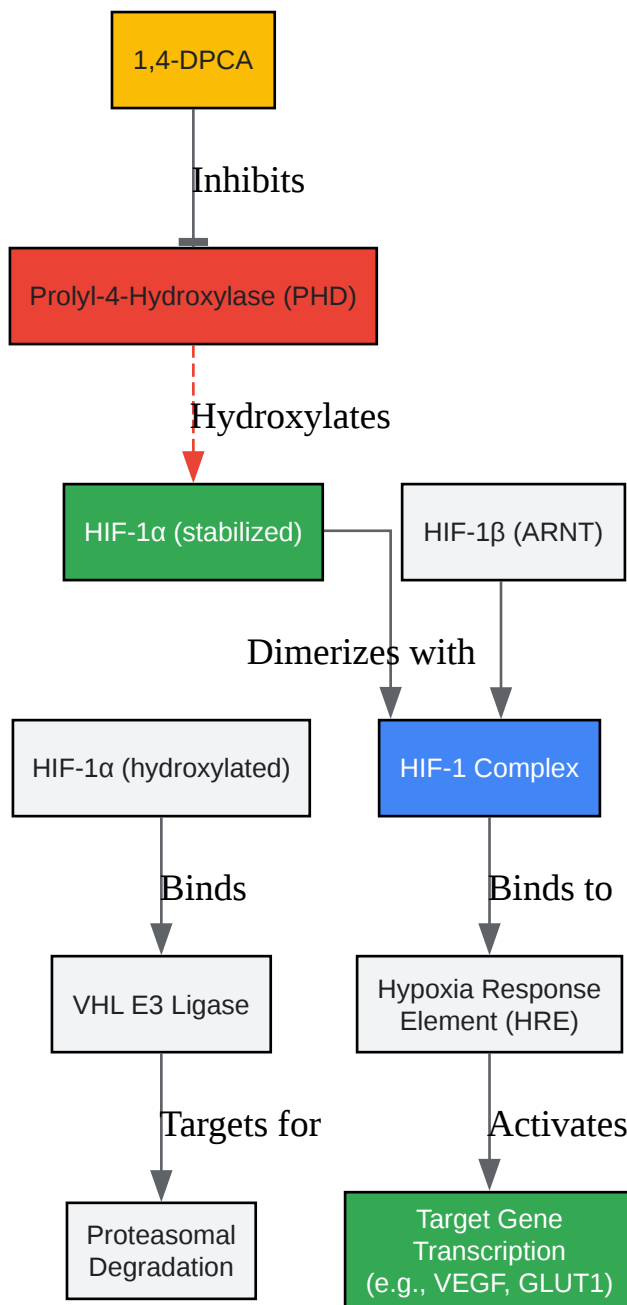 1,4-DPCA
Inhibits
Prolyl-4-Hydroxylase (PHD)
Hydroxylates
HIF-1α (stabilized)
HIF-1β (ARNT)
Dimerizes with
HIF-1α (hydroxylated)
HIF-1 Complex
Binds
Binds to
VHL E3 Ligase
Hypoxia Response
Element (HRE)
Targets for
Activates
Proteasomal
Degradation
Target Gene
Transcription
(e.g., VEGF, GLUT1)